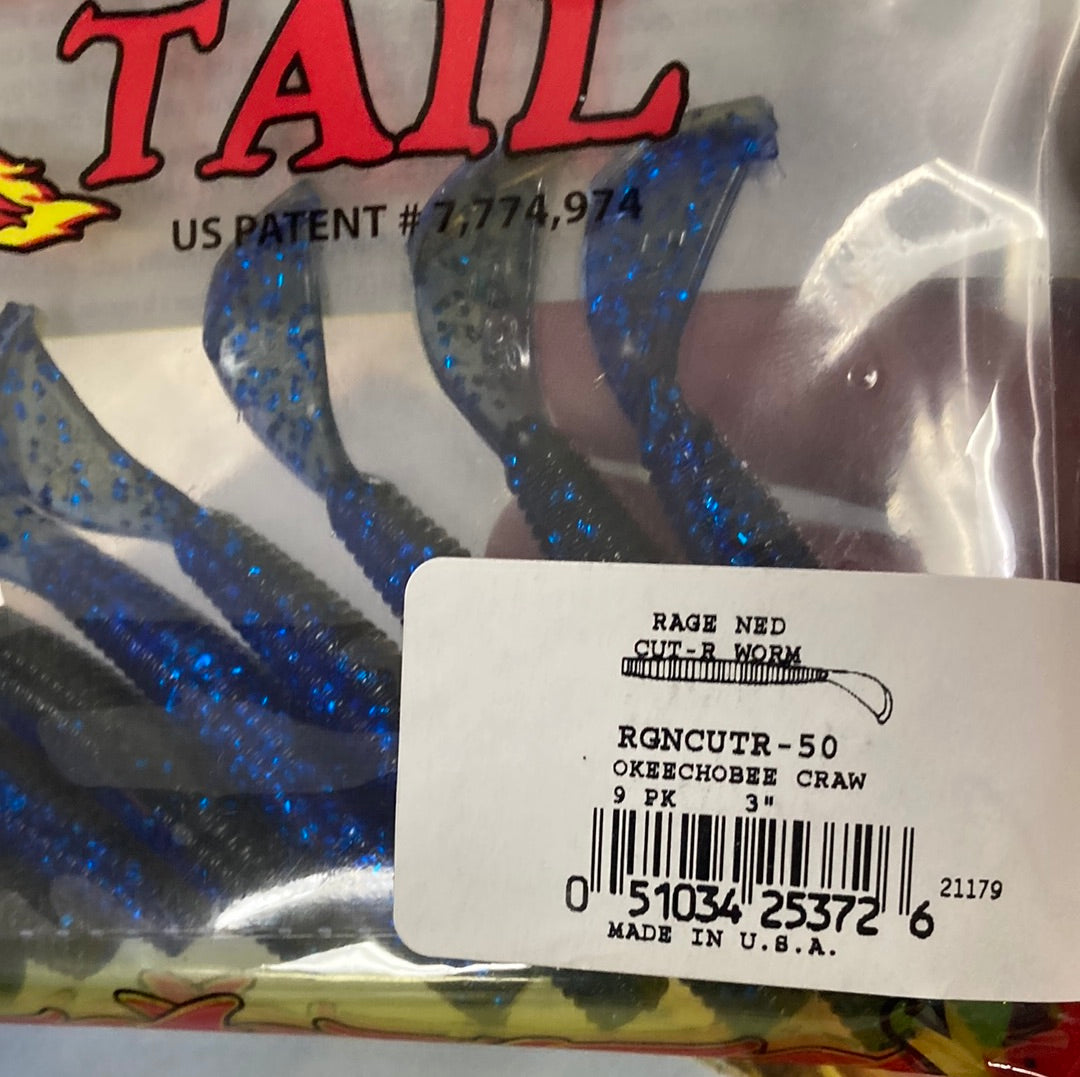 TAIL
US PATENT # 7,774,974
RAGE NED
CUT-R WORM
RGNCUTR-50
OKEECHOBEE CRAW
9 PK 3"
0 51034 25372 6 21179
MADE IN U.S.A.